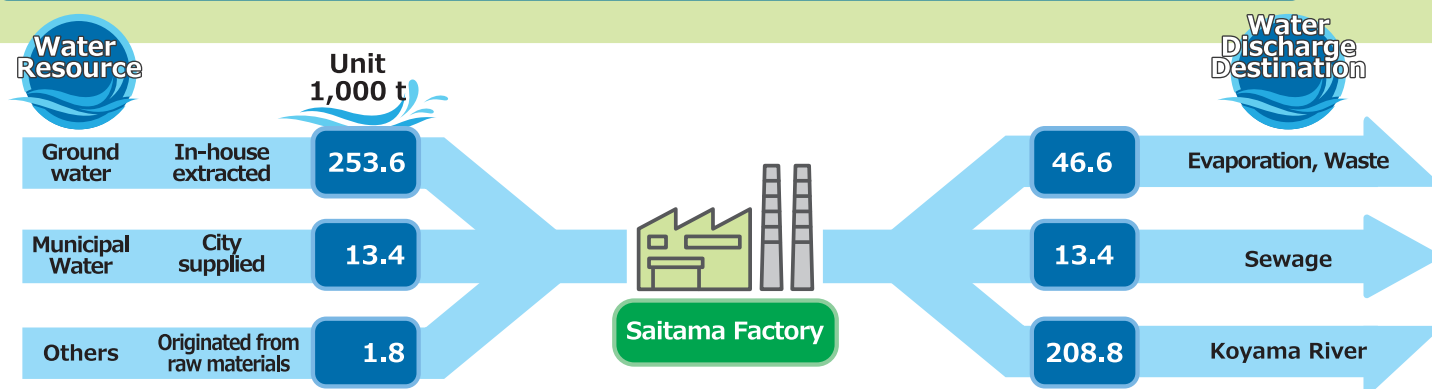 Water
Resource
Unit
1,000 t
Water
Discharge
Destination
Ground
water
In-house
extracted
253.6
46.6
Evaporation, Waste
Municipal
Water
City
supplied
13.4
13.4
Sewage
Saitama Factory
Others
Originated from
raw materials
1.8
208.8
Koyama River